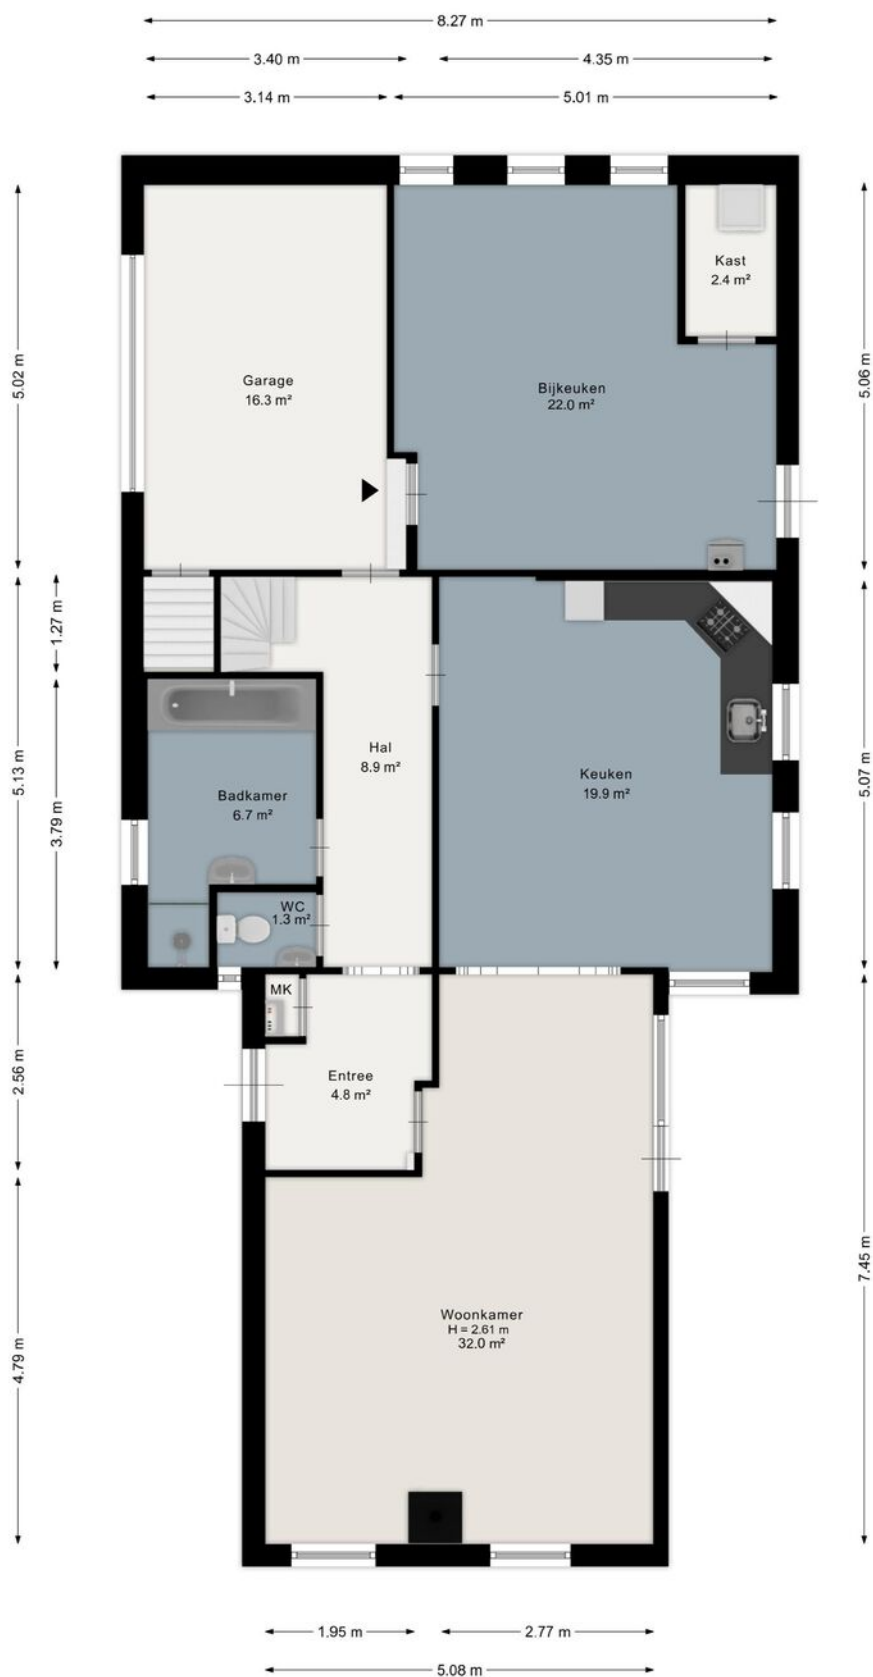 8.27 m
3.40 m
4.35 m
3.14 m
5.01 m
Kast
2.4 m²
Garage
16.3 m²
Bijkeuken
22.0 m²
5.02 m
5.06 m
1.27 m
Hal
8.9 m²
Keuken
19.9 m²
Badkamer
6.7 m²
5.13 m
3.79 m
5.07 m
WC
1.3 m²
MK
Entree
4.8 m²
2.56 m
7.45 m
Woonkamer
H = 2.61 m
32.0 m²
4.79 m
1.95 m
2.77 m
5.08 m